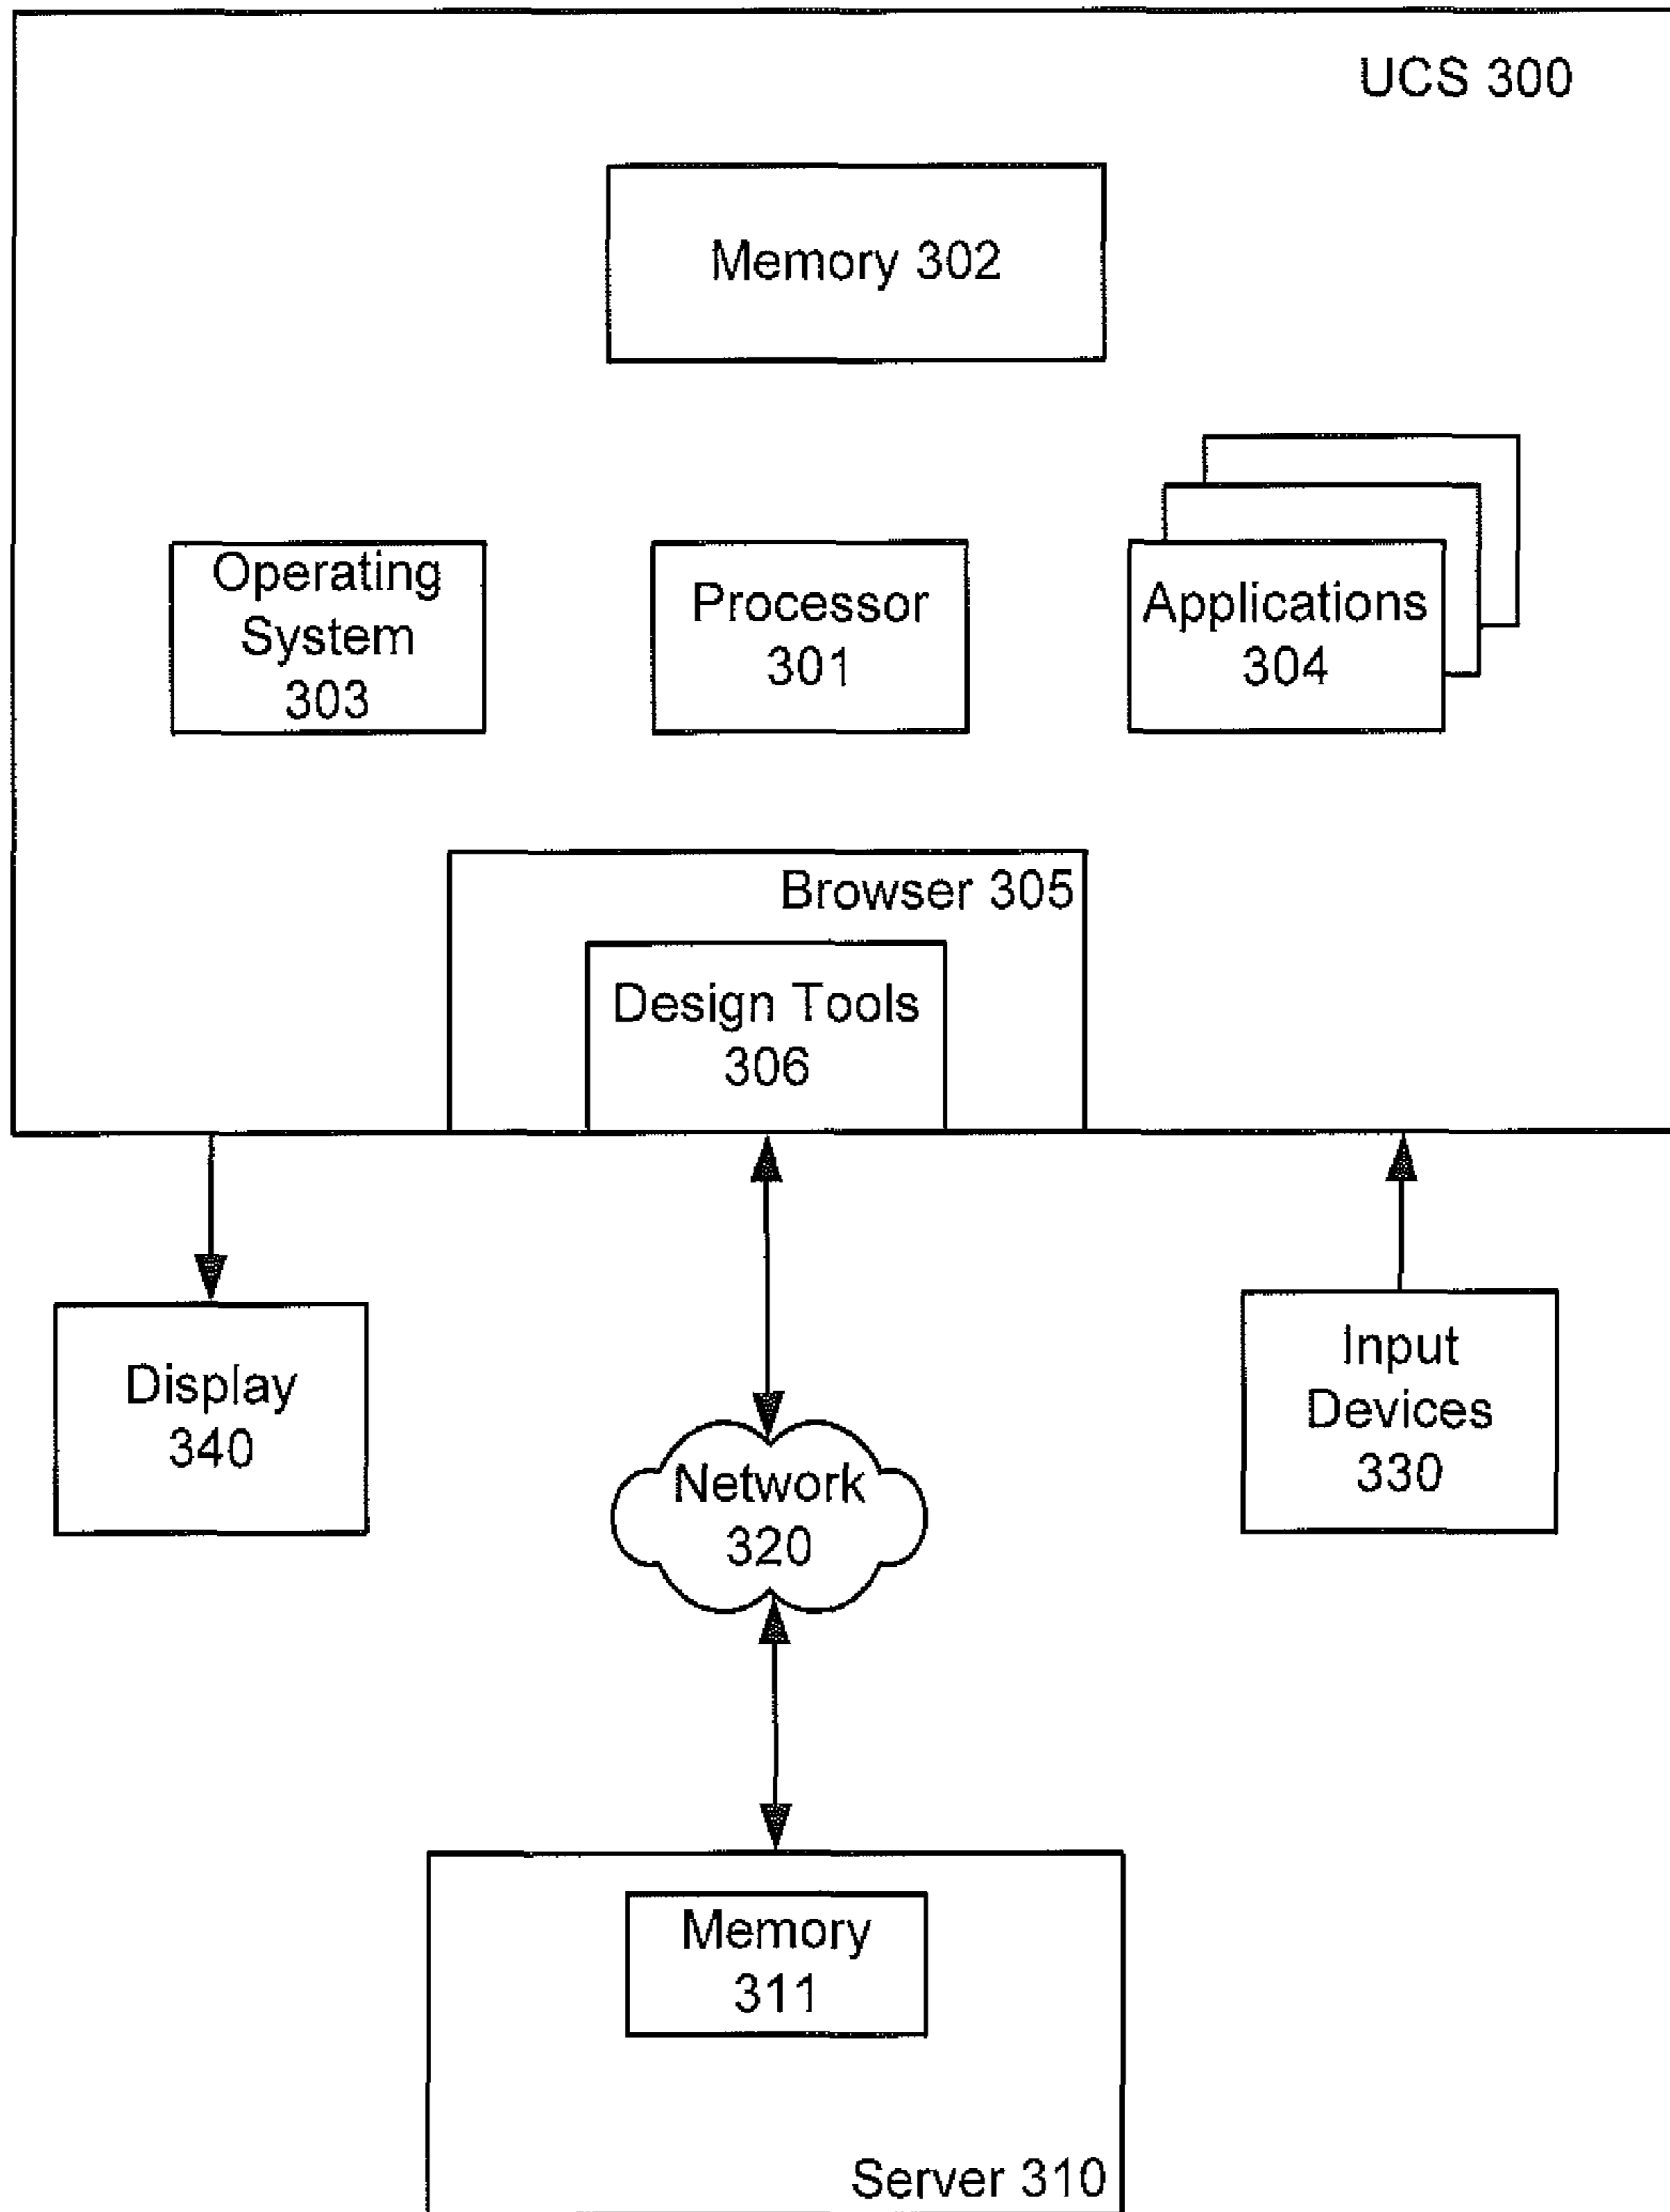 UCS 300
Memory 302
Operating
System
303
Processor
301
Applications
304
Browser 305
Design Tools
306
Display
340
Network
320
Input
Devices
330
Memory
311
Server 310